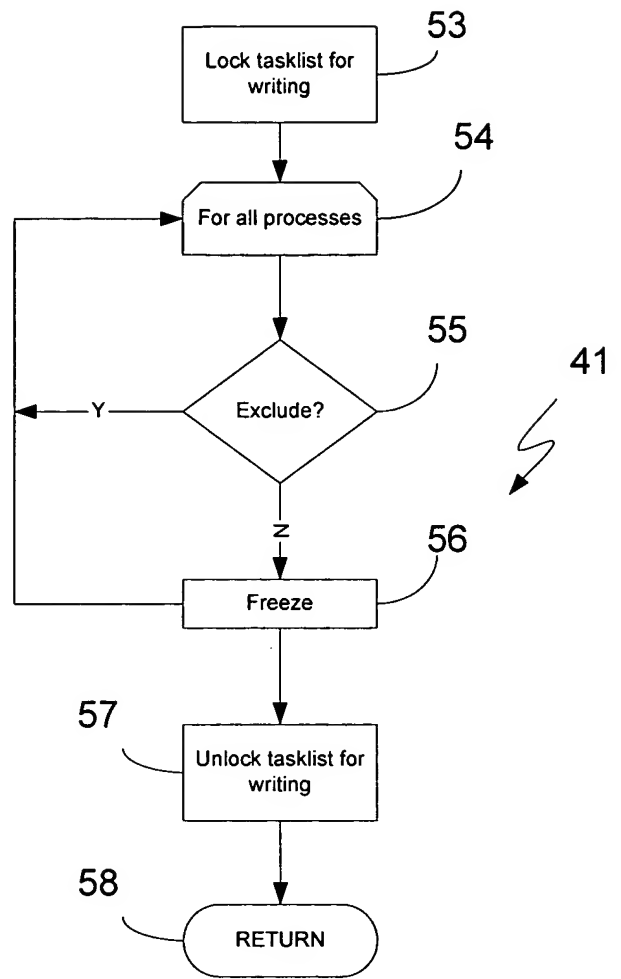 53
Lock tasklist for
writing
54
For all processes
55
41
Exclude?
Y
N
56
Freeze
57
Unlock tasklist for
writing
58
RETURN